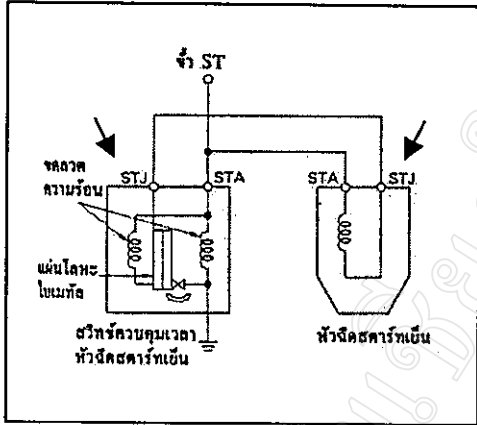 ขั้ว ST
STJ STA
STA STJ
ขดลวด
ความร้อน
แผ่นโลหะ
ไบเมทัล
สวิทช์ควบคุมเวลา
หัวฉีดสตาร์ทเย็น
หัวฉีดสตาร์ทเย็น